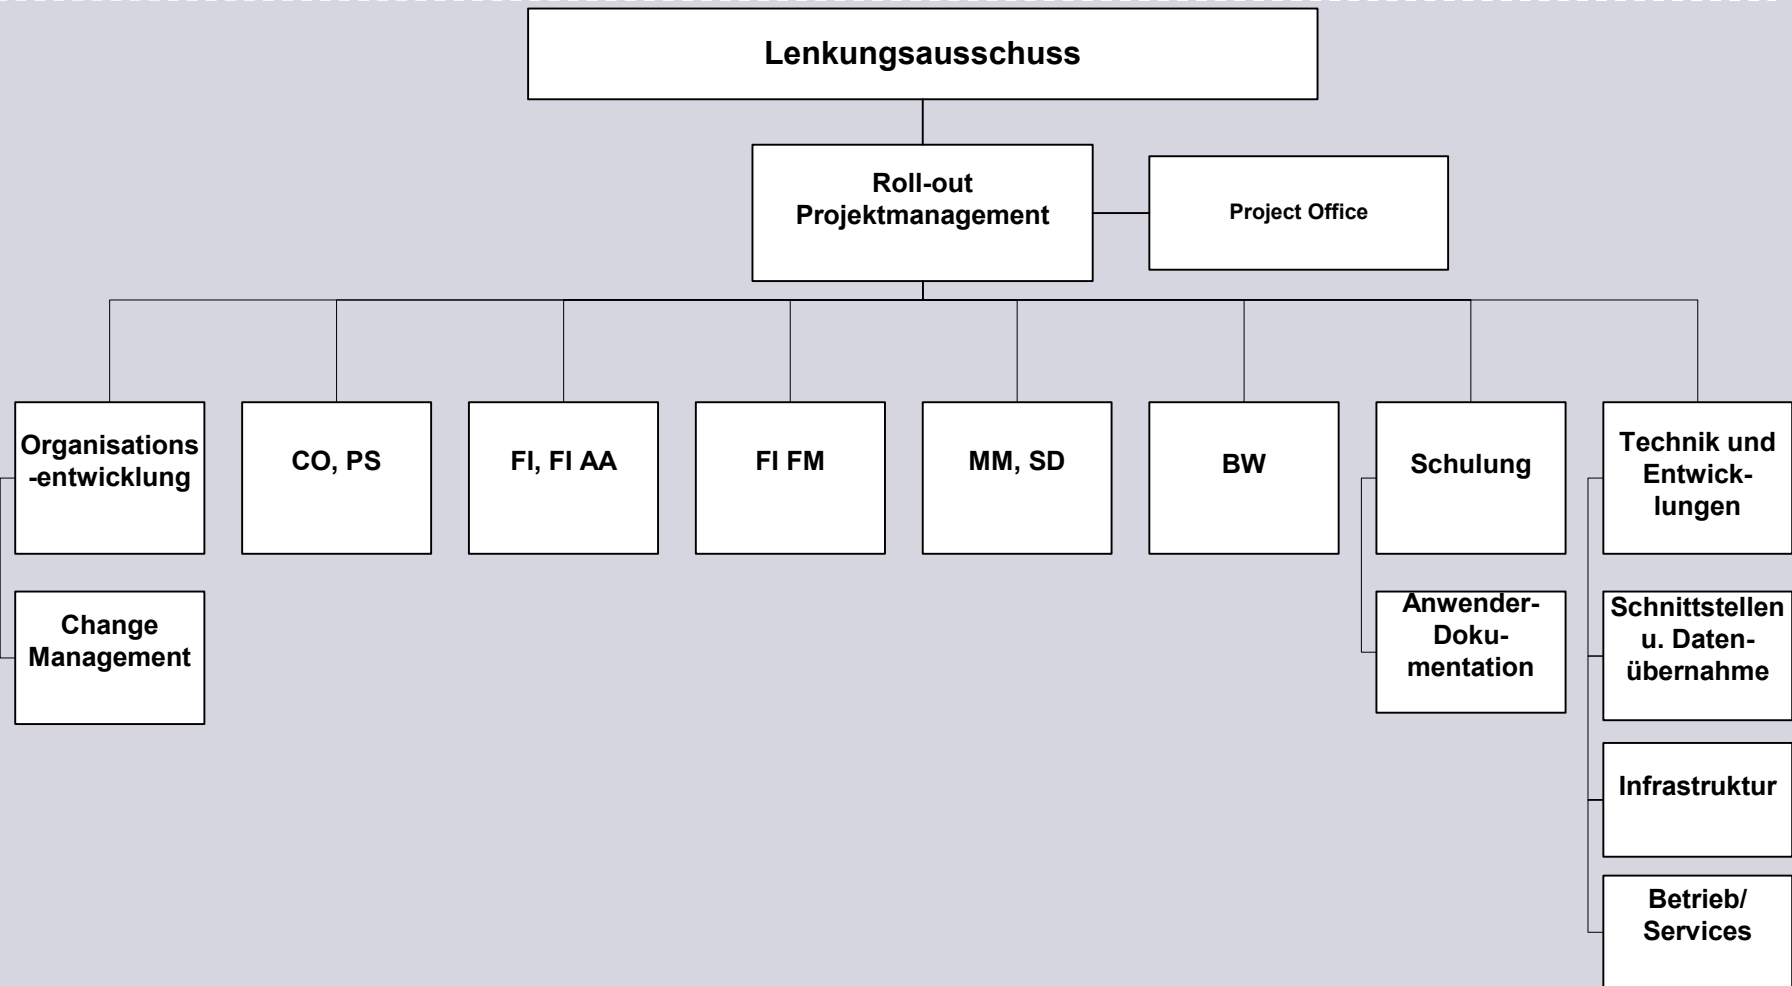 Lenkungsausschuss
Roll-out
Projektmanagement
Project Office
Organisations
-entwicklung
CO, PS
FI, FI AA
FI FM
MM, SD
BW
Schulung
Technik und
Entwick-
lungen
Change
Management
Anwender-
Doku-
mentation
Schnittstellen
u. Daten-
übernahme
Infrastruktur
Betrieb/
Services